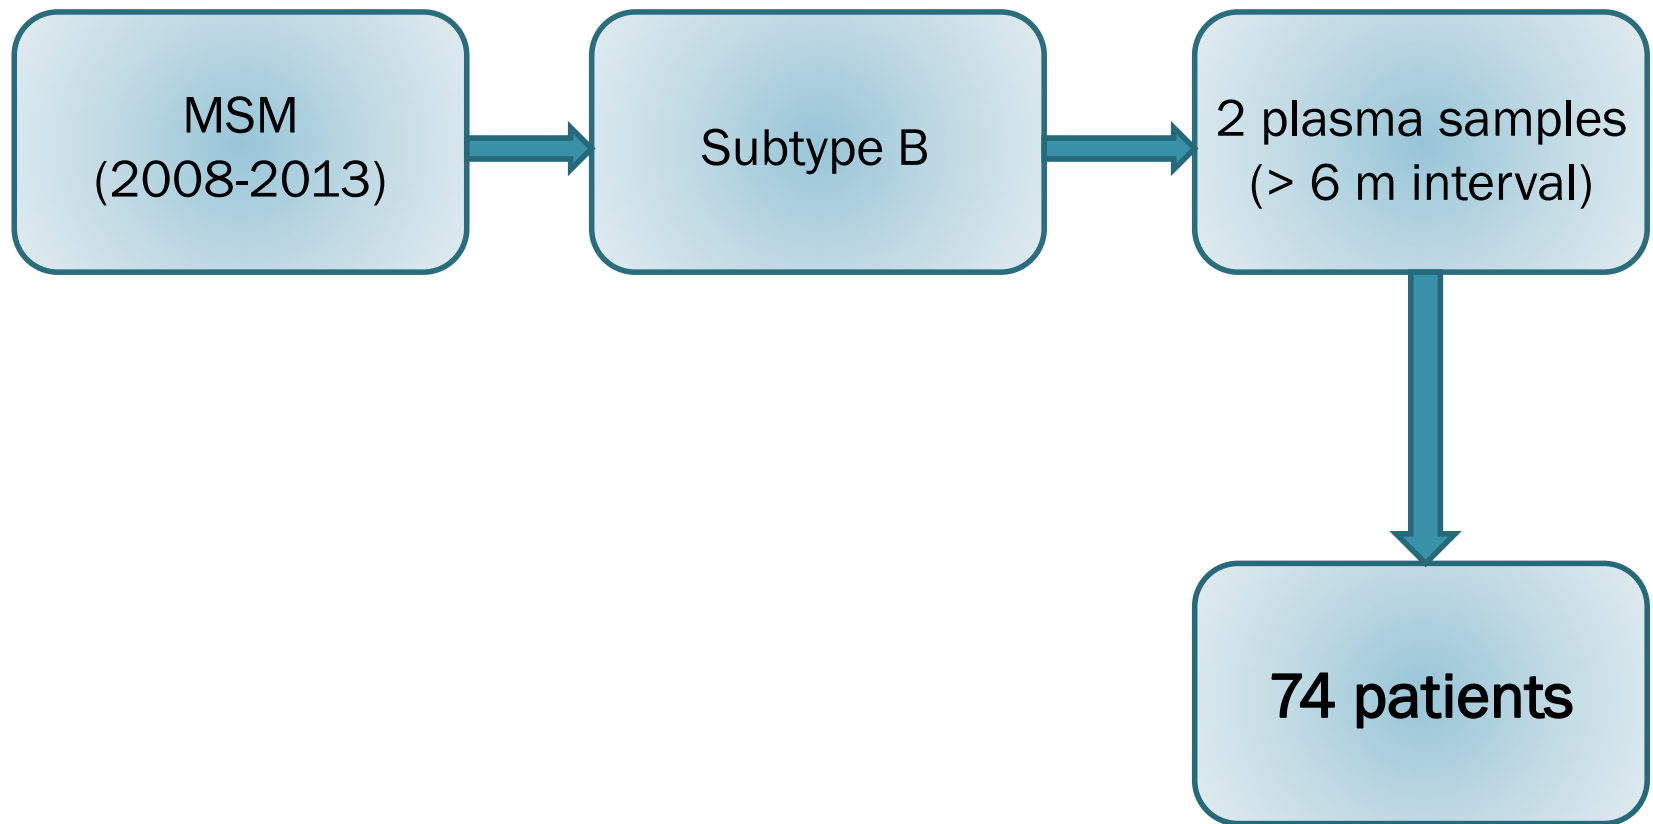 MSM
(2008-2013)
Subtype B
2 plasma samples
(> 6 m interval)
74 patients